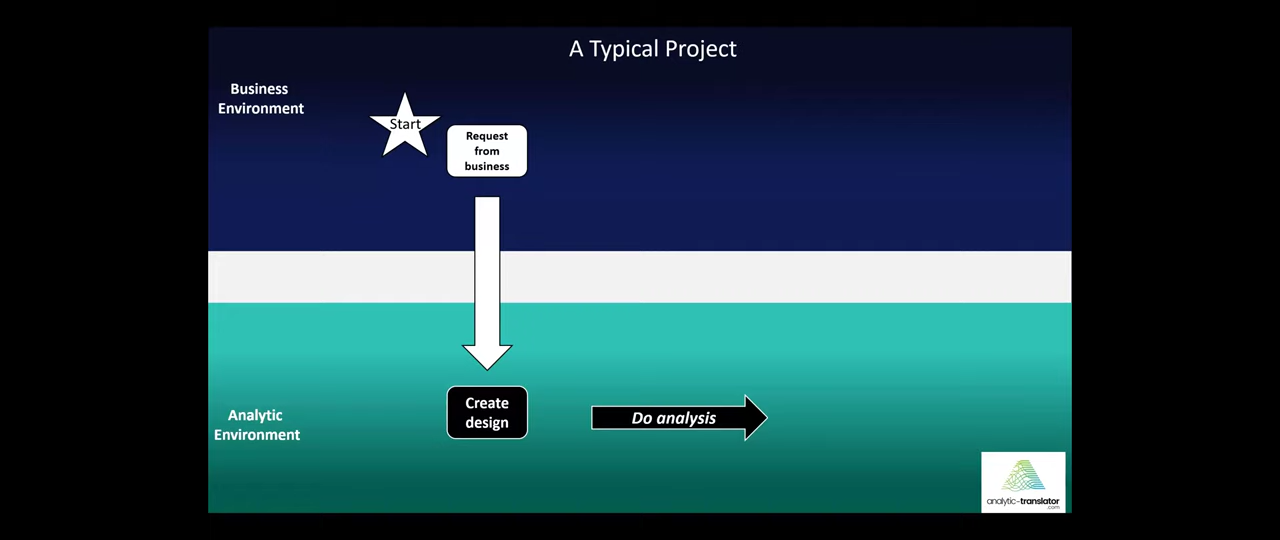 A Typical Project
Business
Environment
Start
Request
from
business
Create
design
Do analysis
Analytic
Environment
analytic-translator
.com